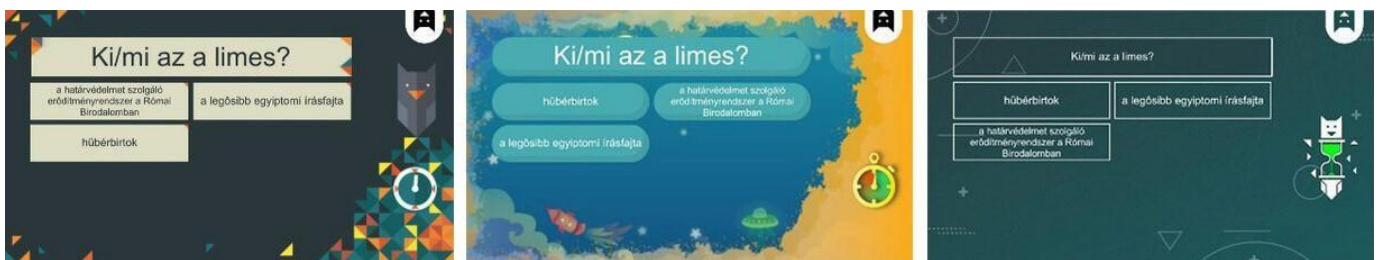 Ki/mi az a limes?
a határvédelmet szolgáló
erődítményrendszer a Római
Birodalomban
a legősibb egyiptomi írásfajta
hűbérbirtok
Ki/mi az a limes?
hűbérbirtok
a határvédelmet szolgáló
erődítményrendszer a Római
Birodalomban
a legősibb egyiptomi írásfajta
Ki/mi az a limes?
hűbérbirtok
a legősibb egyiptomi írásfajta
a határvédelmet szolgáló
erődítményrendszer a Római
Birodalomban